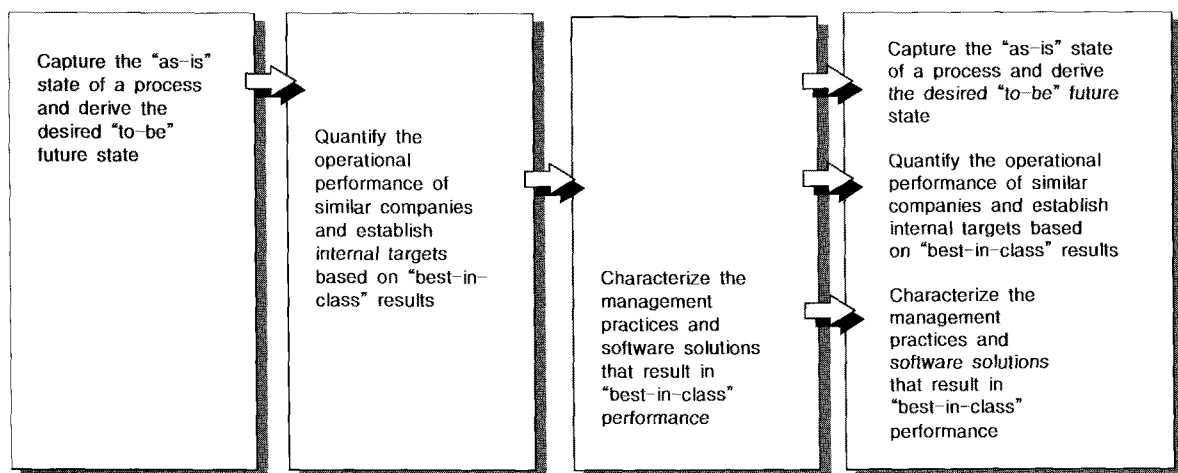 Capture the “as-is”
state of a process
and derive the
desired “to-be”
future state
Quantify the
operational
performance of
similar companies
and establish
internal targets
based on “best-in-
class” results
Characterize the
management
practices and
software solutions
that result in
“best-in-class”
performance
Capture the “as-is” state
of a process and derive
the desired “to-be” future
state
Quantify the operational
performance of similar
companies and establish
internal targets based
on “best-in-class” results
Characterize the
management
practices and
software solutions
that result in
“best-in-class”
performance